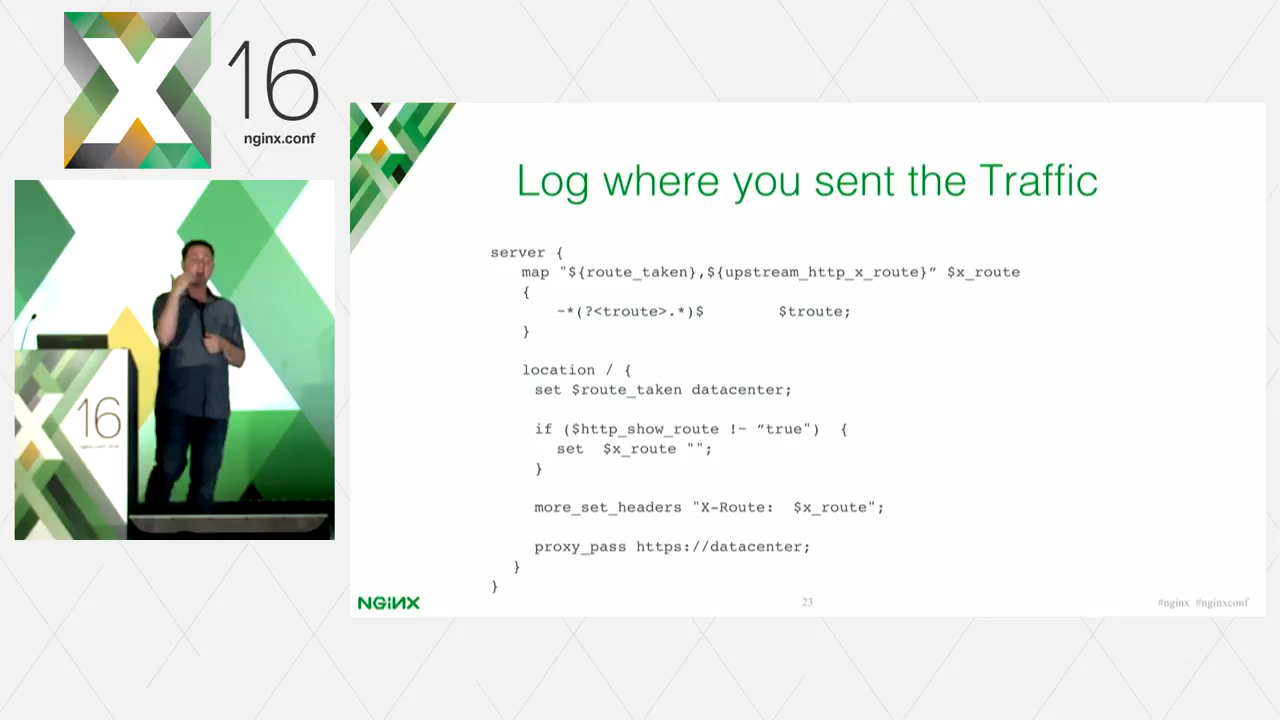 16
nginx.conf
Log where you sent the Traffic
server {
map "${route_taken},${upstream_http_x_route}” $x_route
{
~*(?<troute>.*)$ $troute;
}
location / {
set $route_taken datacenter;
if ($http_show_route !~ “true") {
set $x_route "";
}
more_set_headers "X-Route: $x_route";
proxy_pass https://datacenter;
}
}
NGINX
23
#nginx #nginxconf
16